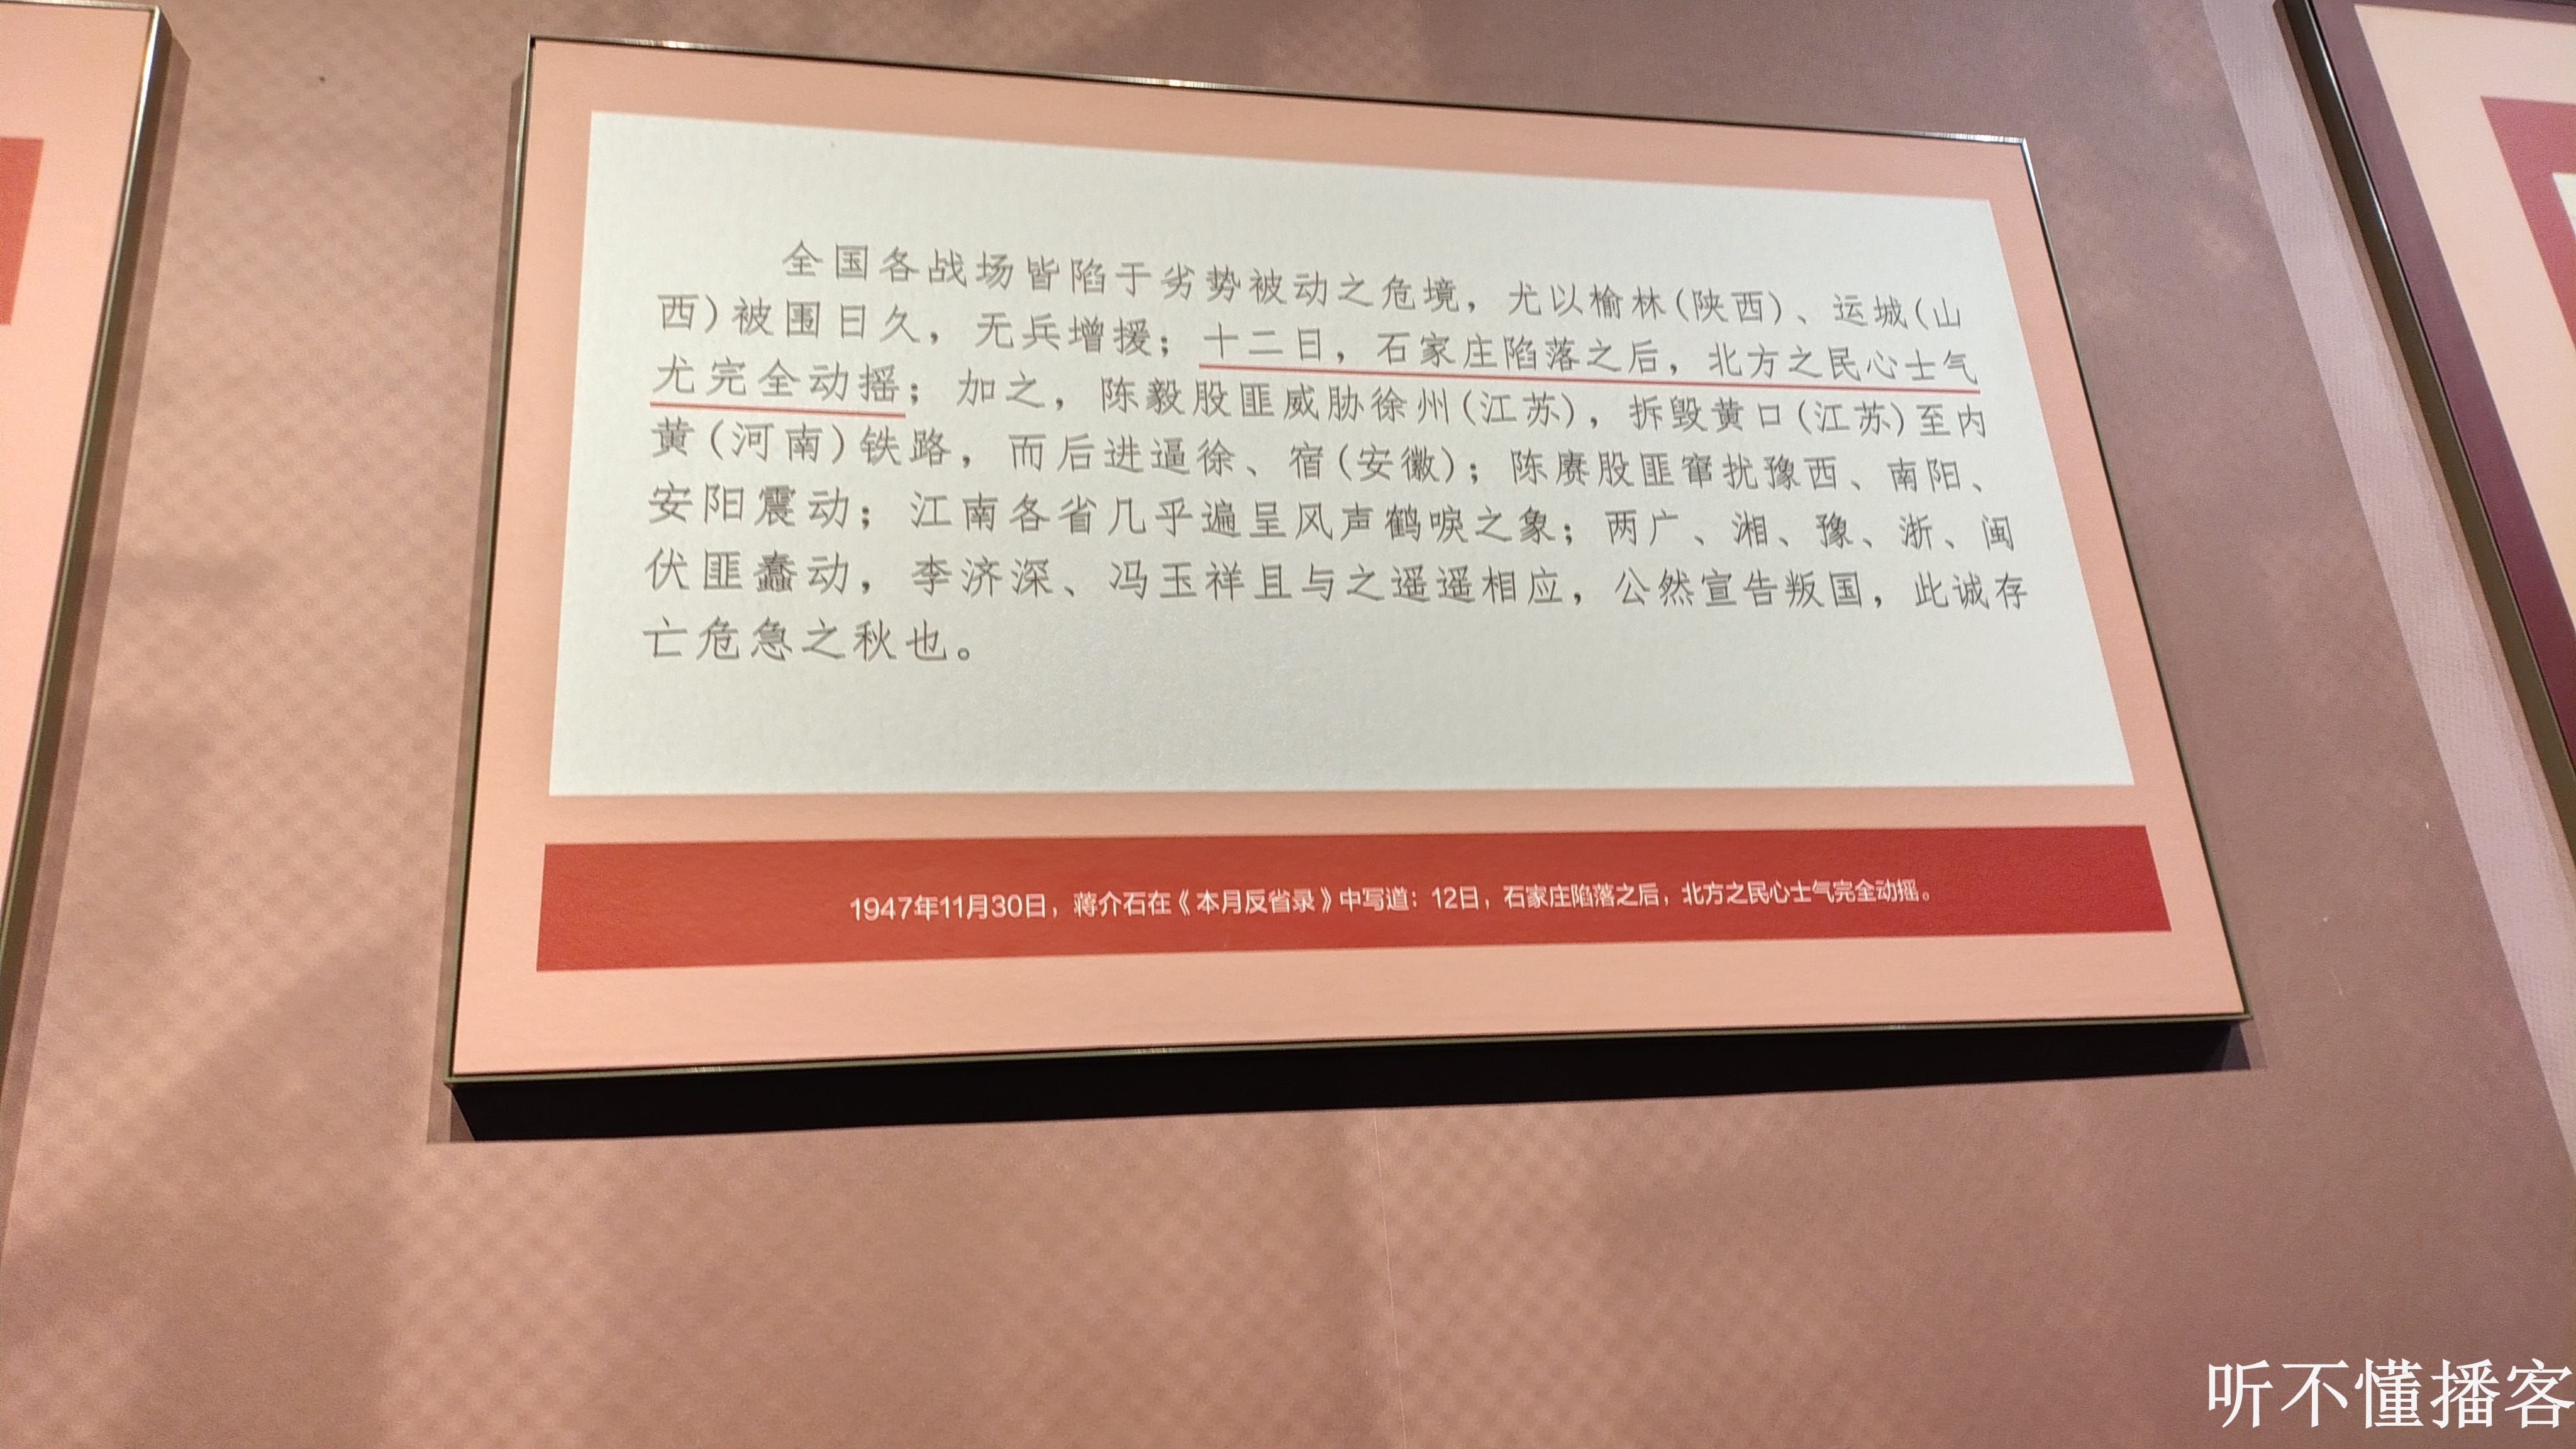 全国各战场皆陷于劣势被动之危境，尤以榆林(陕西)、运城(山
西)被围日久，无兵增援；十二日，石家庄陷落之后，北方之民心士气
尤完全动摇；加之，陈毅股匪威胁徐州(江苏)，拆毁黄口(江苏)至内
黄(河南)铁路，而后进逼徐、宿(安徽)；陈赓股匪窜扰豫西、南阳、
安阳震动；江南各省几乎遍呈风声鹤唳之象；两广、湘、豫、浙、闽
伏匪蠢动，李济深、冯玉祥且与之遥遥相应，公然宣告叛国，此诚存
亡危急之秋也。
1947年11月30日，蒋介石在《本月反省录》中写道：12日，石家庄陷落之后，北方之民心士气完全动摇。
听不懂播客